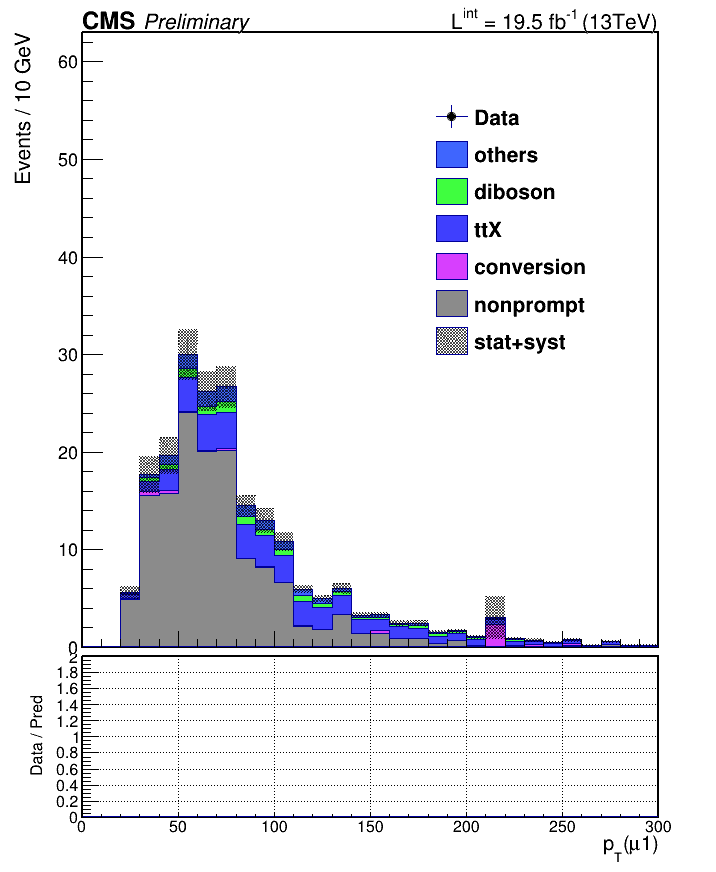 CMS Preliminary L^int = 19.5 fb^-1 (13TeV)
Events / 10 GeV
60
50
40
30
20
10
0
Data
others
diboson
ttX
conversion
nonprompt
stat+syst
Data / Pred
2
1.8
1.6
1.4
1.2
1
0.8
0.6
0.4
0.2
0
0 50 100 150 200 250 300
p_T(μ1)